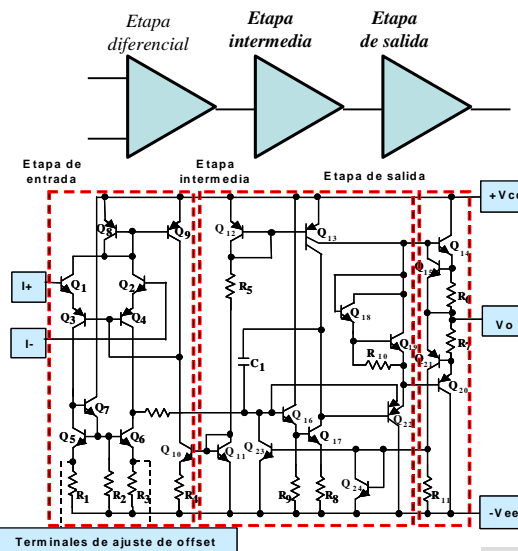 Etapa
diferencial
Etapa
intermedia
Etapa
de salida
Etapa de
entrada
Etapa
intermedia
Etapa de salida
+Vcc
Q8
Q9
Q12
Q13
Q14
Q15
I+
Q1
Q2
R5
R6
Q3
Q4
Q18
Vo
I-
Q19
R7
C1
R10
Q21
Q20
Q7
Q16
Q22
Q5
Q6
Q10
Q11
Q23
Q17
Q24
R1
R2
R3
R4
R9
R8
R11
-Vee
Terminales de ajuste de offset